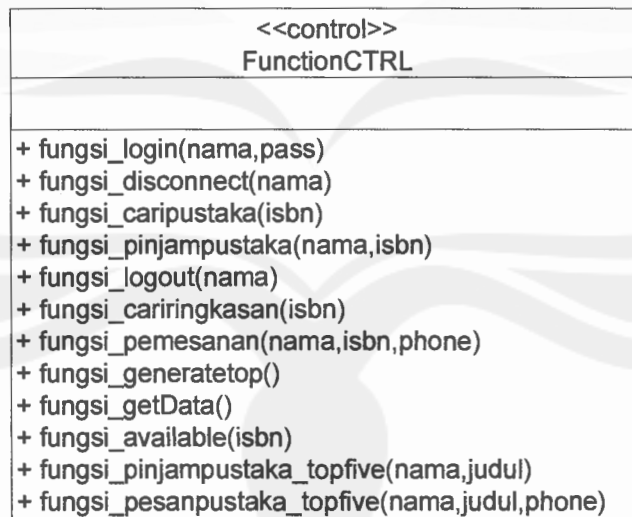 <<control>>
FunctionCTRL
+ fungsi_login(nama,pass)
+ fungsi_disconnect(nama)
+ fungsi_caripustaka(isbn)
+ fungsi_pinjampustaka(nama,isbn)
+ fungsi_logout(nama)
+ fungsi_cariringkasan(isbn)
+ fungsi_pemesanan(nama,isbn,phone)
+ fungsi_generatetop()
+ fungsi_getData()
+ fungsi_available(isbn)
+ fungsi_pinjampustaka_topfive(nama,judul)
+ fungsi_pesanpustaka_topfive(nama,judul,phone)